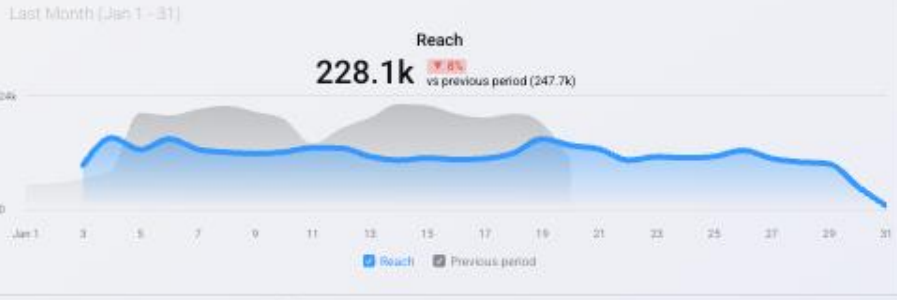 Last Month (Jan 1 - 31)
Reach
228.1k
▼ 8%
vs previous period (247.7k)
24k
0
Jan 1 3 5 7 9 11 13 15 17 19 21 23 25 27 29 31
Reach Previous period